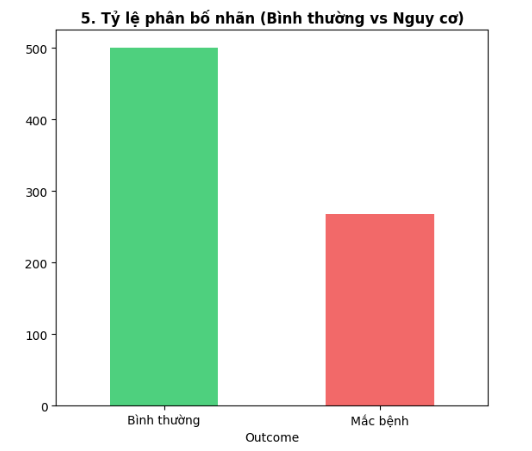 5. Tỷ lệ phân bố nhãn (Bình thường vs Nguy cơ)
500
400
300
200
100
0
Bình thường
Mắc bệnh
Outcome